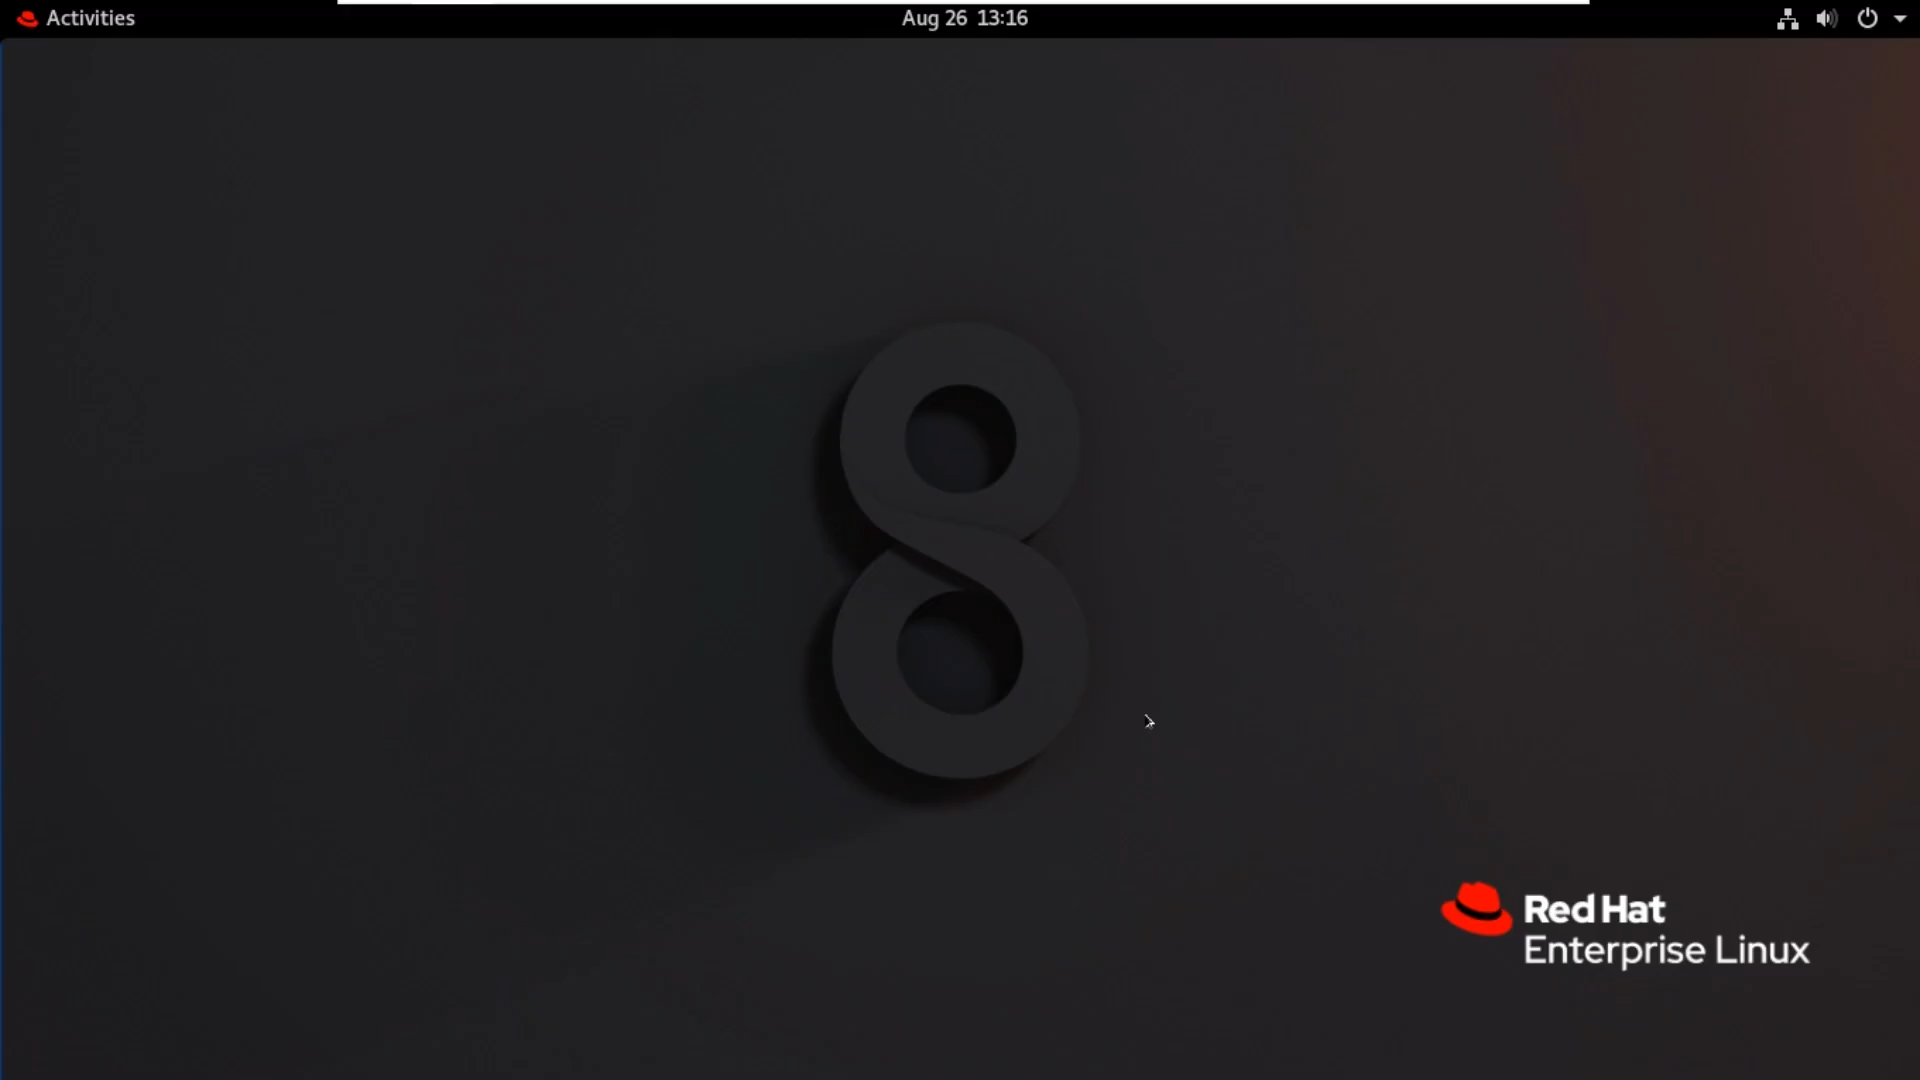 Activities
Aug 26 13:16
8
Red Hat
Enterprise Linux